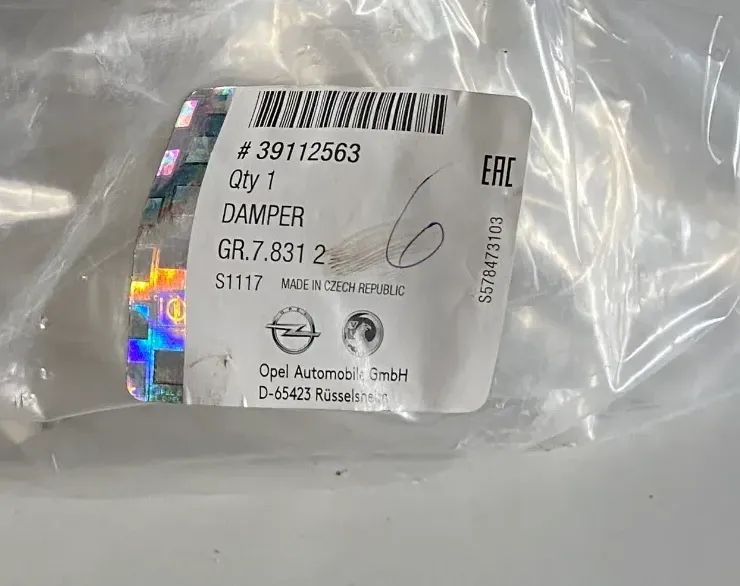 # 39112563
Qty 1
DAMPER
GR.7.831 2
6
S1117 MADE IN CZECH REPUBLIC
EAC
S578473103
OPEL
Opel Automobile GmbH
D-65423